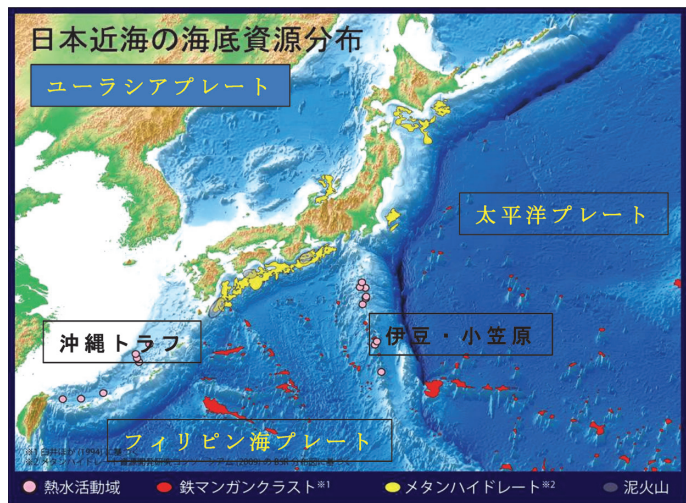 日本近海の海底資源分布
ユーラシアプレート
太平洋プレート
沖縄トラフ
伊豆・小笠原
フィリピン海プレート
熱水活動域
鉄マンガンクラスト※1
メタンハイドレート※2
泥火山